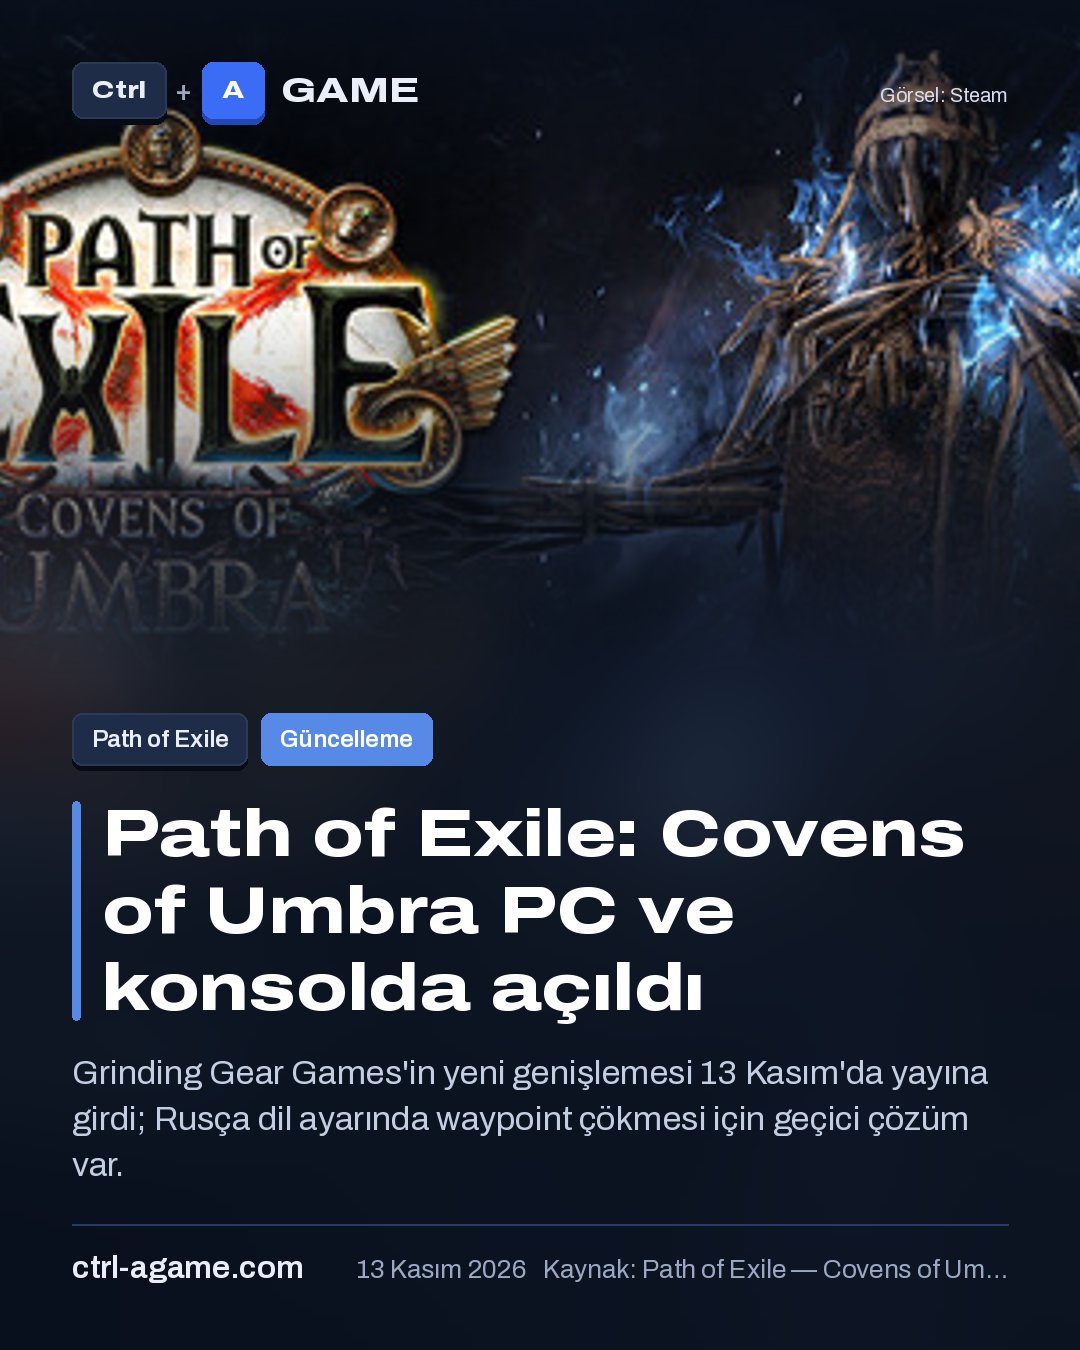 Ctrl + A GAME
Görsel: Steam
PATH OF
EXILE
COVENS OF
UMBRA
Path of Exile
Güncelleme
Path of Exile: Covens
of Umbra PC ve
konsolda açıldı
Grinding Gear Games'in yeni genişlemesi 13 Kasım'da yayına
girdi; Rusça dil ayarında waypoint çökmesi için geçici çözüm
var.
ctrl-agame.com
13 Kasım 2026 Kaynak: Path of Exile — Covens of Um...